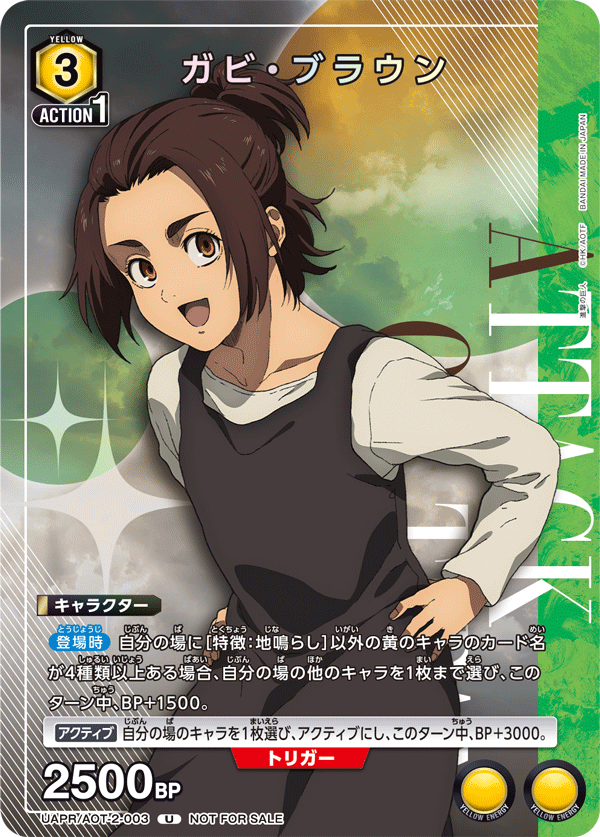 YELLOW
3
ACTION 1
ガビ・ブラウン
進撃の巨人 ©HK/AOTF BANDAI MADE IN JAPAN
ATTACK
キャラクター
登場時 自分の場に[特徴:地鳴らし]以外の黄のキャラのカード名
が4種類以上ある場合、自分の場の他のキャラを1枚まで選び、この
ターン中、BP+1500。
アクティブ 自分の場のキャラを1枚選び、アクティブにし、このターン中、BP+3000。
トリガー
2500BP
YELLOW ENERGY
YELLOW ENERGY
UAPR/AOT-2-003 U NOT FOR SALE